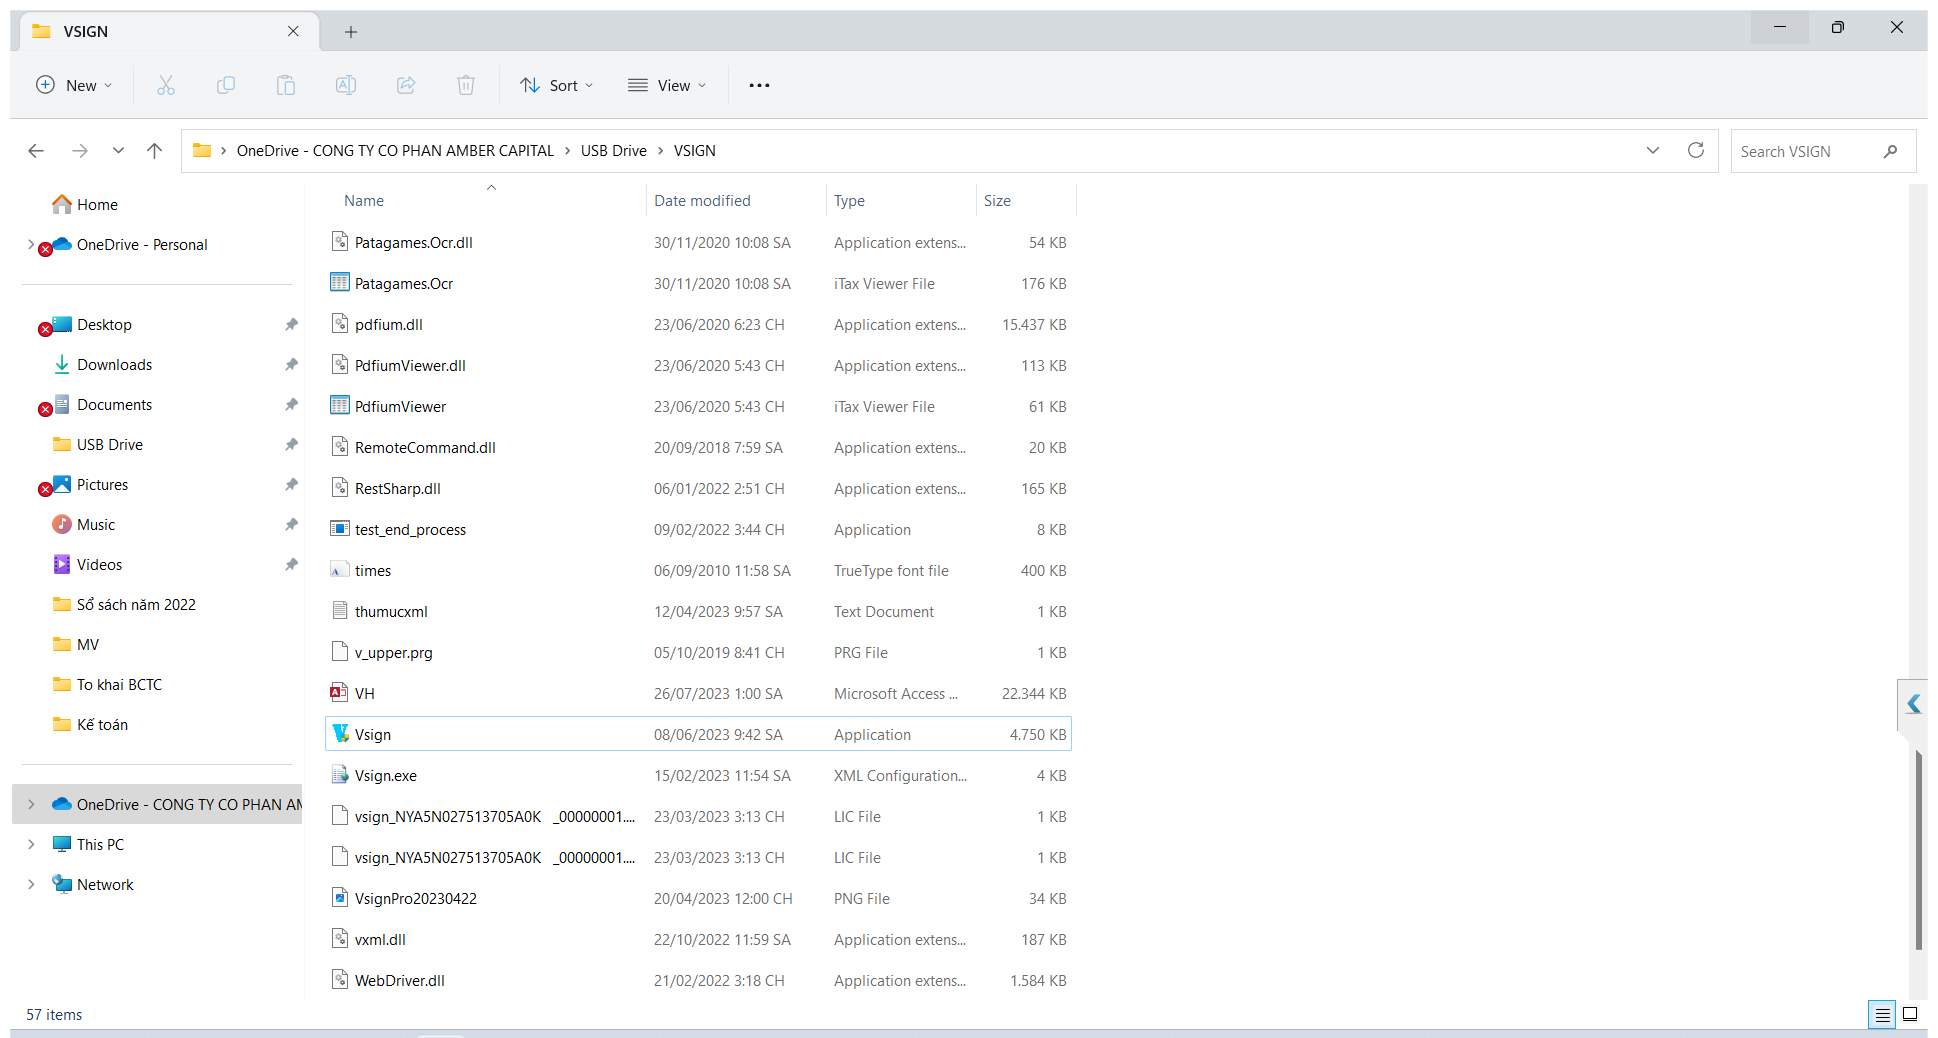 VSIGN
New
Sort
View
OneDrive - CONG TY CO PHAN AMBER CAPITAL > USB Drive > VSIGN
Search VSIGN
Home
OneDrive - Personal
Desktop
Downloads
Documents
USB Drive
Pictures
Music
Videos
Sổ sách năm 2022
MV
To khai BCTC
Kế toán
OneDrive - CONG TY CO PHAN AM
This PC
Network
Name Date modified Type Size
Patagames.Ocr.dll 30/11/2020 10:08 SA Application extens... 54 KB
Patagames.Ocr 30/11/2020 10:08 SA iTax Viewer File 176 KB
pdfium.dll 23/06/2020 6:23 CH Application extens... 15.437 KB
PdfiumViewer.dll 23/06/2020 5:43 CH Application extens... 113 KB
PdfiumViewer 23/06/2020 5:43 CH iTax Viewer File 61 KB
RemoteCommand.dll 20/09/2018 7:59 SA Application extens... 20 KB
RestSharp.dll 06/01/2022 2:51 CH Application extens... 165 KB
test_end_process 09/02/2022 3:44 CH Application 8 KB
times 06/09/2010 11:58 SA TrueType font file 400 KB
thumucxml 12/04/2023 9:57 SA Text Document 1 KB
v_upper.prg 05/10/2019 8:41 CH PRG File 1 KB
VH 26/07/2023 1:00 SA Microsoft Access ... 22.344 KB
Vsign 08/06/2023 9:42 SA Application 4.750 KB
Vsign.exe 15/02/2023 11:54 SA XML Configuration... 4 KB
vsign_NYA5N027513705A0K _00000001.... 23/03/2023 3:13 CH LIC File 1 KB
vsign_NYA5N027513705A0K _00000001.... 23/03/2023 3:13 CH LIC File 1 KB
VsignPro20230422 20/04/2023 12:00 CH PNG File 34 KB
vxml.dll 22/10/2022 11:59 SA Application extens... 187 KB
WebDriver.dll 21/02/2022 3:18 CH Application extens... 1.584 KB
57 items